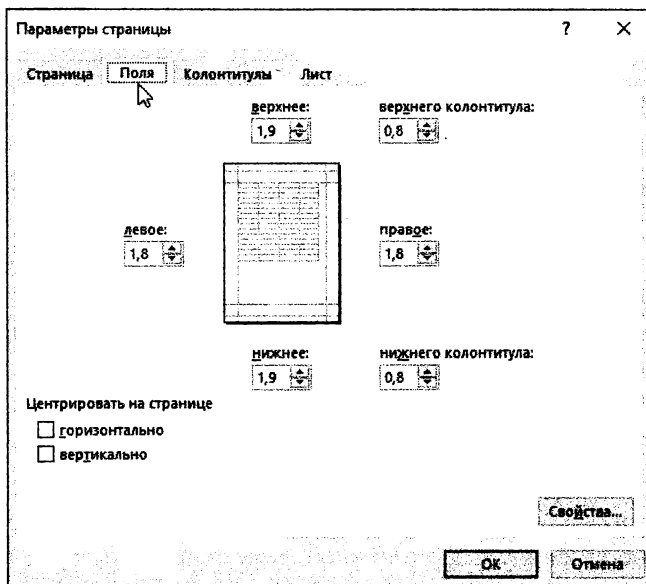 Параметры страницы ? ×
Страница Поля Колонтитулы Лист
верхнее: верхнего колонтитула:
1,9 0,8
левое: правое:
1,8 1,8
нижнее: нижнего колонтитула:
1,9 0,8
Центрировать на странице
горизонтально
вертикально
Свойства...
ОК Отмена